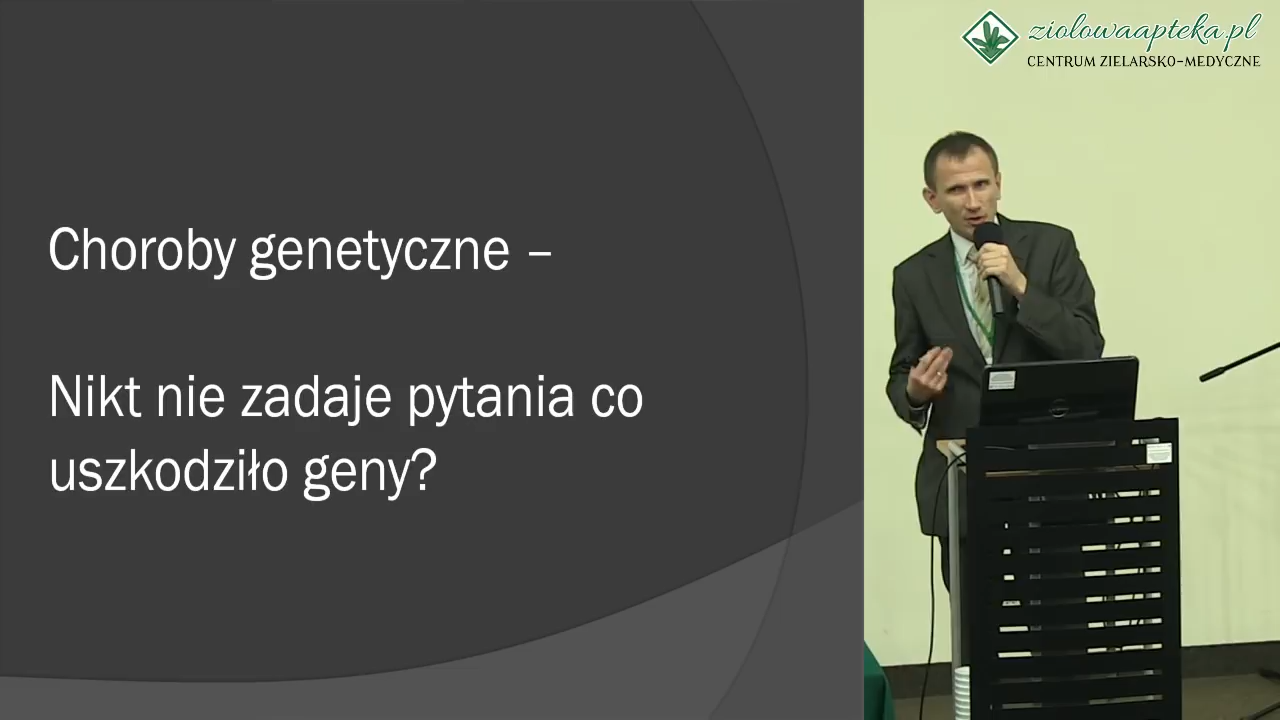 Choroby genetyczne –
Nikt nie zadaje pytania co
uszkodziło geny?
ziolowaapteka.pl
CENTRUM ZIELARSKO-MEDYCZNE